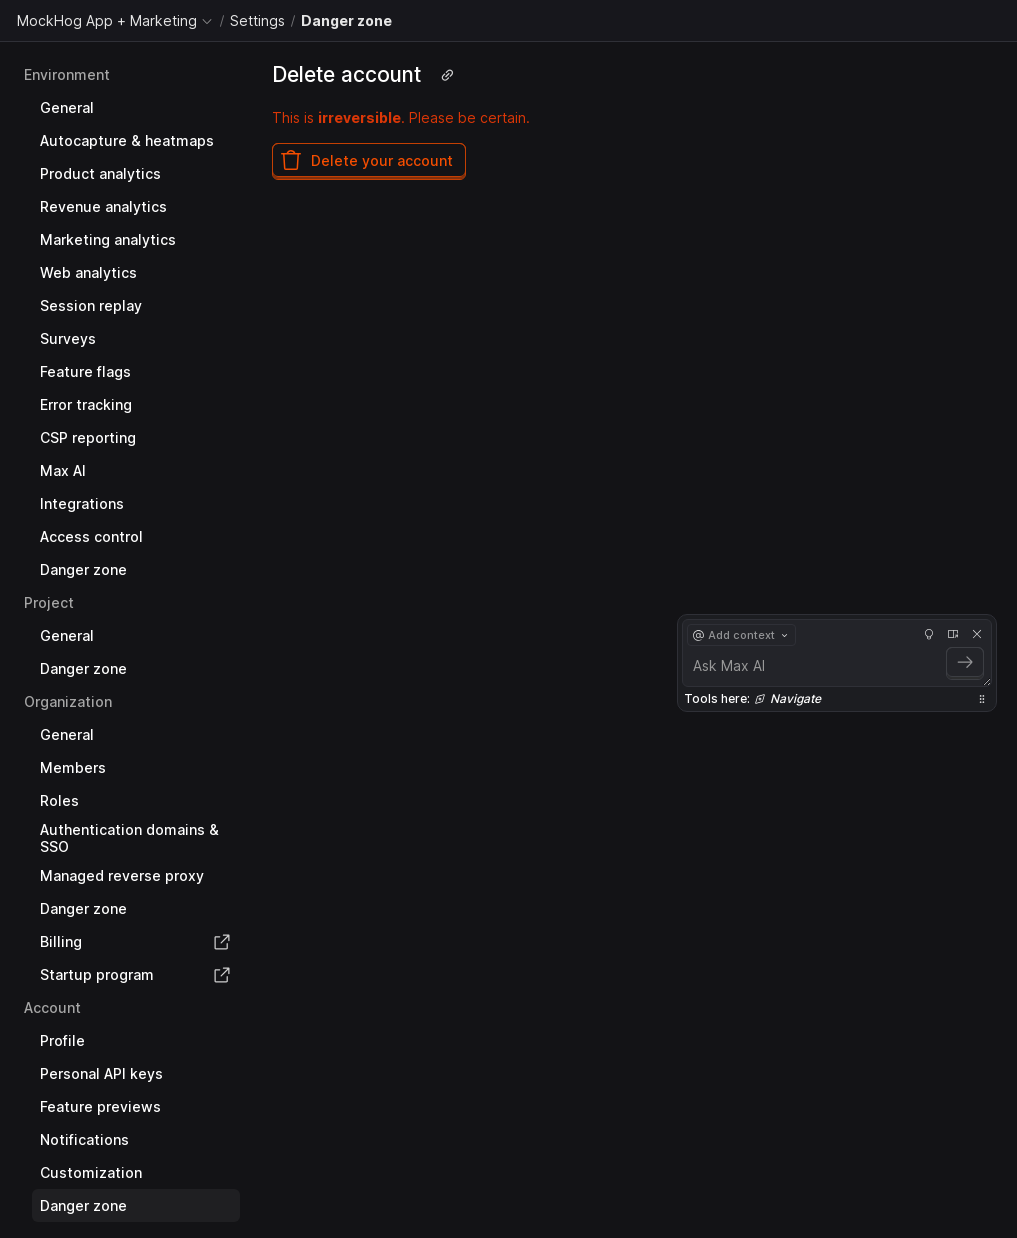 MockHog App + Marketing / Settings / Danger zone
Environment
General
Autocapture & heatmaps
Product analytics
Revenue analytics
Marketing analytics
Web analytics
Session replay
Surveys
Feature flags
Error tracking
CSP reporting
Max AI
Integrations
Access control
Danger zone
Project
General
Danger zone
Organization
General
Members
Roles
Authentication domains &
SSO
Managed reverse proxy
Danger zone
Billing
Startup program
Account
Profile
Personal API keys
Feature previews
Notifications
Customization
Danger zone
Delete account
This is irreversible. Please be certain.
Delete your account
@ Add context
Ask Max AI
Tools here: Navigate